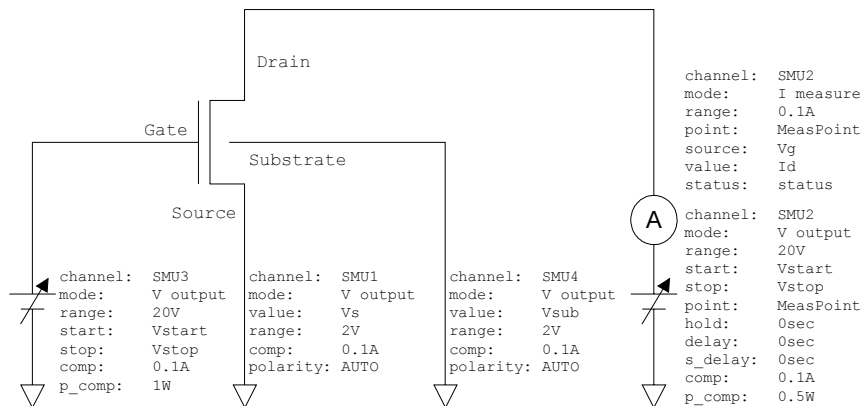 Drain
Gate
Substrate
Source
channel: SMU2
mode: I measure
range: 0.1A
point: MeasPoint
source: Vg
value: Id
status: status
A
channel: SMU2
mode: V output
range: 20V
start: Vstart
stop: Vstop
point: MeasPoint
hold: 0sec
delay: 0sec
s_delay: 0sec
comp: 0.1A
p_comp: 0.5W
channel: SMU3
mode: V output
range: 20V
start: Vstart
stop: Vstop
comp: 0.1A
p_comp: 1W
channel: SMU1
mode: V output
value: Vs
range: 2V
comp: 0.1A
polarity: AUTO
channel: SMU4
mode: V output
value: Vsub
range: 2V
comp: 0.1A
polarity: AUTO